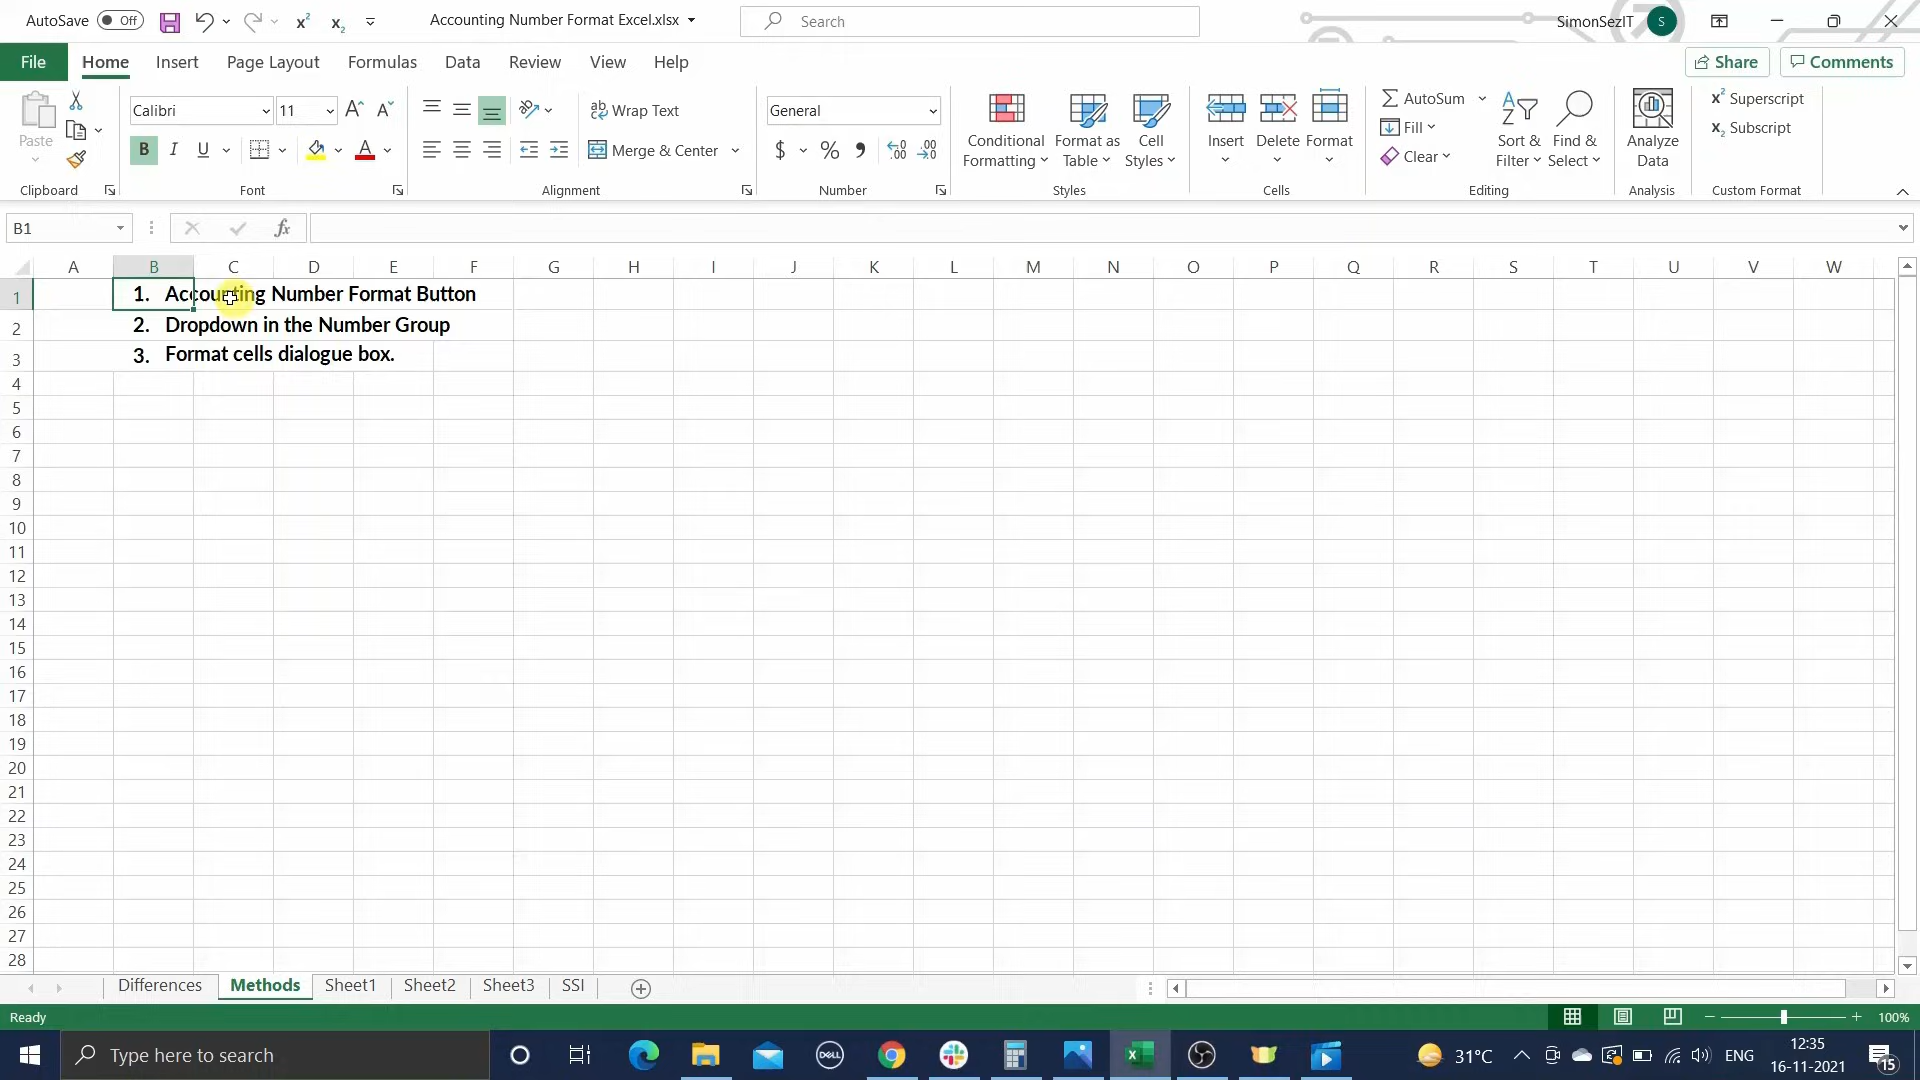 AutoSave Off Accounting Number Format Excel.xlsx Search SimonSezIT S
File Home Insert Page Layout Formulas Data Review View Help Share Comments
Paste Calibri 11 Wrap Text General Conditional Formatting Format as Table Cell Styles Insert Delete Format AutoSum Sort & Filter Find & Select Analyze Data x² Superscript
B I U Merge & Center $ % Fill Clear x₂ Subscript
Clipboard Font Alignment Number Styles Cells Editing Analysis Custom Format
B1 fx
A B C D E F G H I J K L M N O P Q R S T U V W
1 1. Accounting Number Format Button
2 2. Dropdown in the Number Group
3 3. Format cells dialogue box.
4
5
6
7
8
9
10
11
12
13
14
15
16
17
18
19
20
21
22
23
24
25
26
27
28
Differences Methods Sheet1 Sheet2 Sheet3 SSI
Ready 100%
Type here to search DELL 31°C ENG 12:35
16-11-2021 15